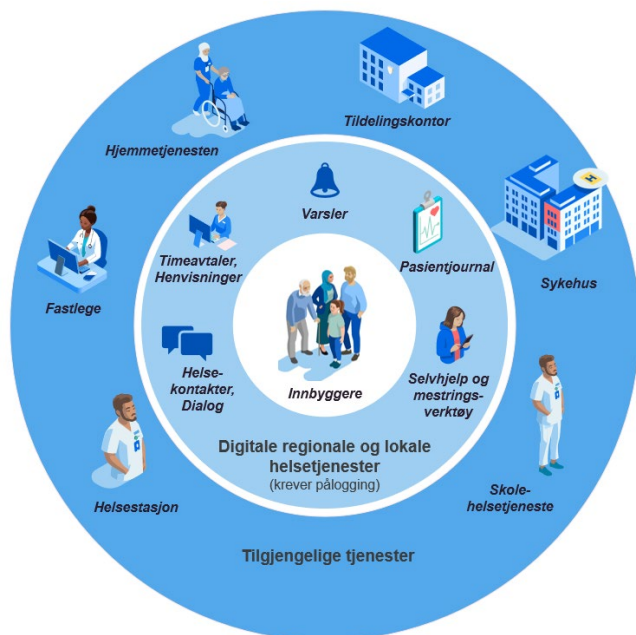 Tildelingskontor
Hjemmetjenesten
Varsler
H
Timeavtaler,
Henvisninger
Pasientjournal
Sykehus
Fastlege
Helse-
kontakter,
Dialog
Innbyggere
Selvhjelp og
mestrings-
verktøy
Digitale regionale og lokale
helsetjenester
(krever pålogging)
Helsestasjon
Skole-
helsetjeneste
Tilgjengelige tjenester